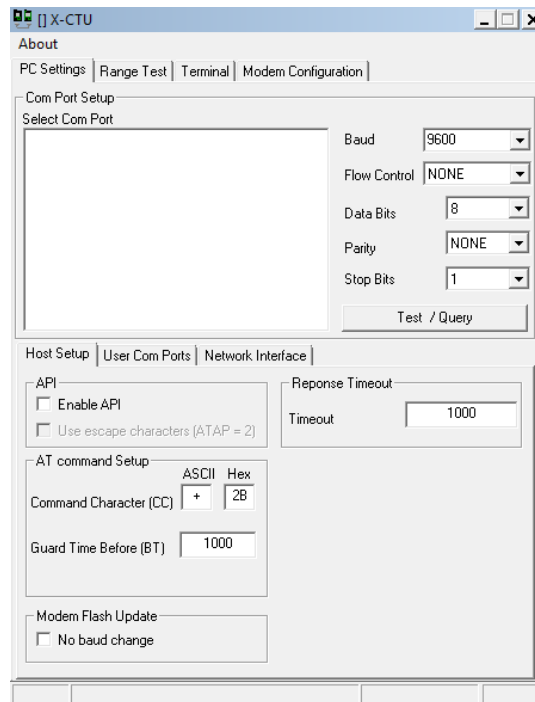 [] X-CTU
About
PC Settings Range Test Terminal Modem Configuration
Com Port Setup
Select Com Port
Baud 9600
Flow Control NONE
Data Bits 8
Parity NONE
Stop Bits 1
Test / Query
Host Setup User Com Ports Network Interface
API
Enable API
Use escape characters (ATAP = 2)
Reponse Timeout
Timeout 1000
AT command Setup
ASCII Hex
Command Character (CC) + 2B
Guard Time Before (BT) 1000
Modem Flash Update
No baud change